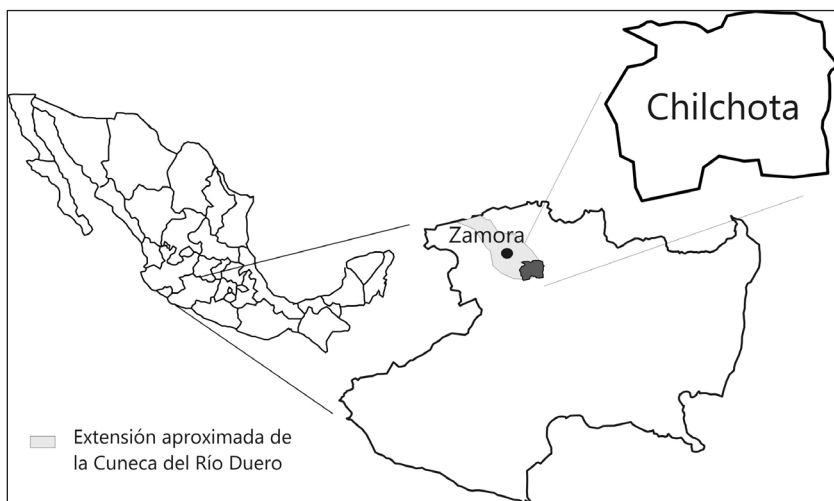 Chilchota
Zamora
Extensión aproximada de
la Cuneca del Río Duero